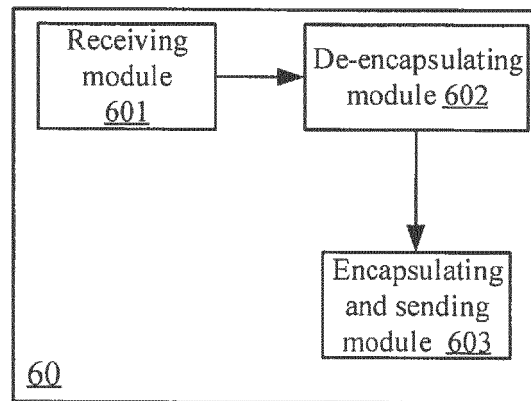 Receiving
module
601
De-encapsulating
module 602
Encapsulating
and sending
module 603
60